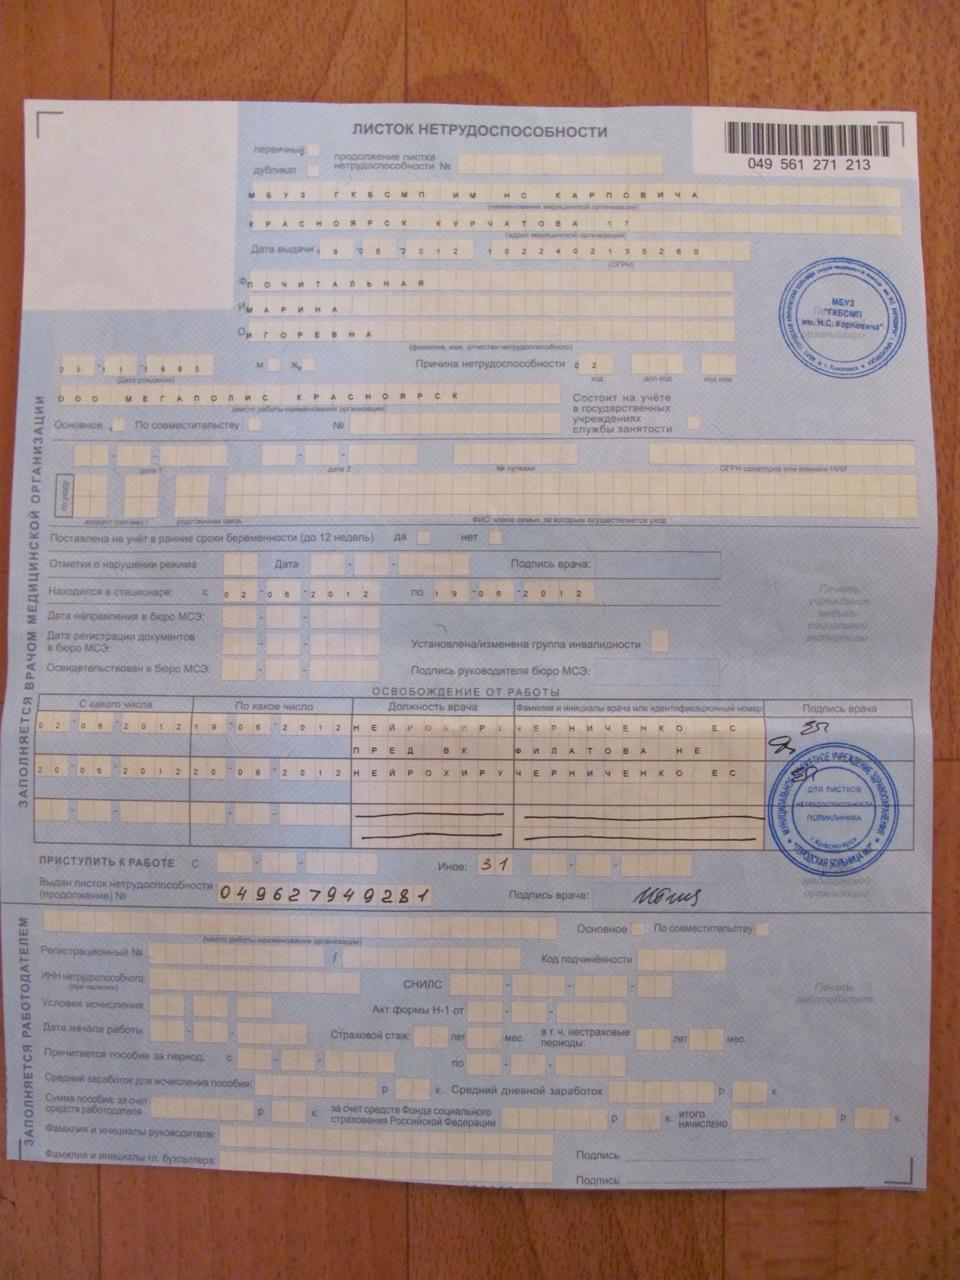 ЛИСТОК НЕТРУДОСПОСОБНОСТИ
049 561 271 213
первичный
дубликат
продолжение листка нетрудоспособности №
МБУЗ ГКБСМП ИМ НС КАРПОВИЧА
(наименование медицинской организации)
КРАСНОЯРСК КУРЧАТОВА 17
(адрес медицинской организации)
Дата выдачи 19 06 2012 1022402135260
(ОГРН)
Ф ПОЧИТАЛЬНАЯ
И МАРИНА
О ИГОРЕВНА
(фамилия, имя, отчество нетрудоспособного)
МБУЗ "ГКБСМП им. Н.С. Карповича"
25 11 1985 м ж Причина нетрудоспособности 02
(Дата рождения) код доп код код изм.
ООО МЕГАПОЛИС КРАСНОЯРСК
(место работы-наименование организации)
Состоит на учёте в государственных учреждениях службы занятости
Основное По совместительству №
дата 1 дата 2 № путевки ОГРН санатория или клиники НИИ
по уходу
возраст родственная связь ФИО члена семьи, за которым осуществляется уход
Поставлена на учёт в ранние сроки беременности (до 12 недель) да нет
Отметки о нарушении режима Дата Подпись врача:
Находился в стационаре: с 02-06-2012 по 19-06-2012
Печать учреждения медико-социальной экспертизы
Дата направления в бюро МСЭ:
Дата регистрации документов в бюро МСЭ:
Установлена/изменена группа инвалидности
Освидетельствован в бюро МСЭ:
Подпись руководителя бюро МСЭ:
ОСВОБОЖДЕНИЕ ОТ РАБОТЫ
С какого числа По какое число Должность врача Фамилия и инициалы врача или идентификационный номер Подпись врача
02-06-2012 19-06-2012 НЕЙРОХИРУ ЧЕРНИЧЕНКО ЕС
ПРЕД ВК ФИЛАТОВА НЕ
20-06-2012 20-06-2012 НЕЙРОХИРУ ЧЕРНИЧЕНКО ЕС
МУНИЦИПАЛЬНОЕ БЮДЖЕТНОЕ УЧРЕЖДЕНИЕ ЗДРАВООХРАНЕНИЯ
ДЛЯ ЛИСТКОВ НЕТРУДОСПОСОБНОСТИ ПОЛИКЛИНИКА
г.Красноярск
ПРИСТУПИТЬ К РАБОТЕ С Иное: 31
Выдан листок нетрудоспособности (продолжение) № 049627949281 Подпись врача:
медицинской организации
ЗАПОЛНЯЕТСЯ ВРАЧОМ МЕДИЦИНСКОЙ ОРГАНИЗАЦИИ
ЗАПОЛНЯЕТСЯ РАБОТОДАТЕЛЕМ
(место работы-наименование организации)
Основное По совместительству
Регистрационный № / Код подчинённости
ИНН нетрудоспособного: (при наличии) СНИЛС
Печать работодателя
Условия исчисления Акт формы Н-1 от
Дата начала работы Страховой стаж: лет мес. в т. ч. нестраховые периоды: лет мес.
Причитается пособие за период: с по
Средний заработок для исчисления пособия: р к. Средний дневной заработок р к.
Сумма пособия: за счет средств работодателя р к. за счет средств Фонда социального страхования Российской Федерации р к. ИТОГО НАЧИСЛЕНО р к.
Фамилия и инициалы руководителя:
Подпись
Фамилия и инициалы гл. бухгалтера:
Подпись